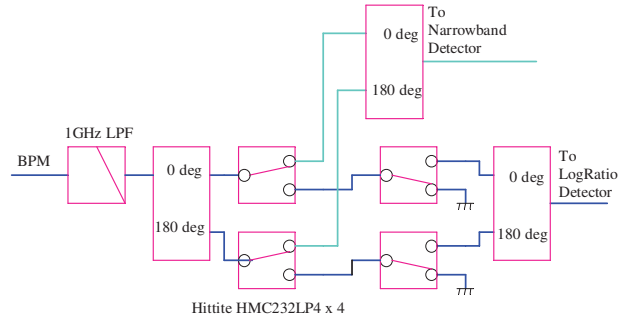 To
Narrowband
Detector
0 deg
180 deg
1GHz LPF
BPM
0 deg
180 deg
To
LogRatio
Detector
0 deg
180 deg
Hittite HMC232LP4 x 4